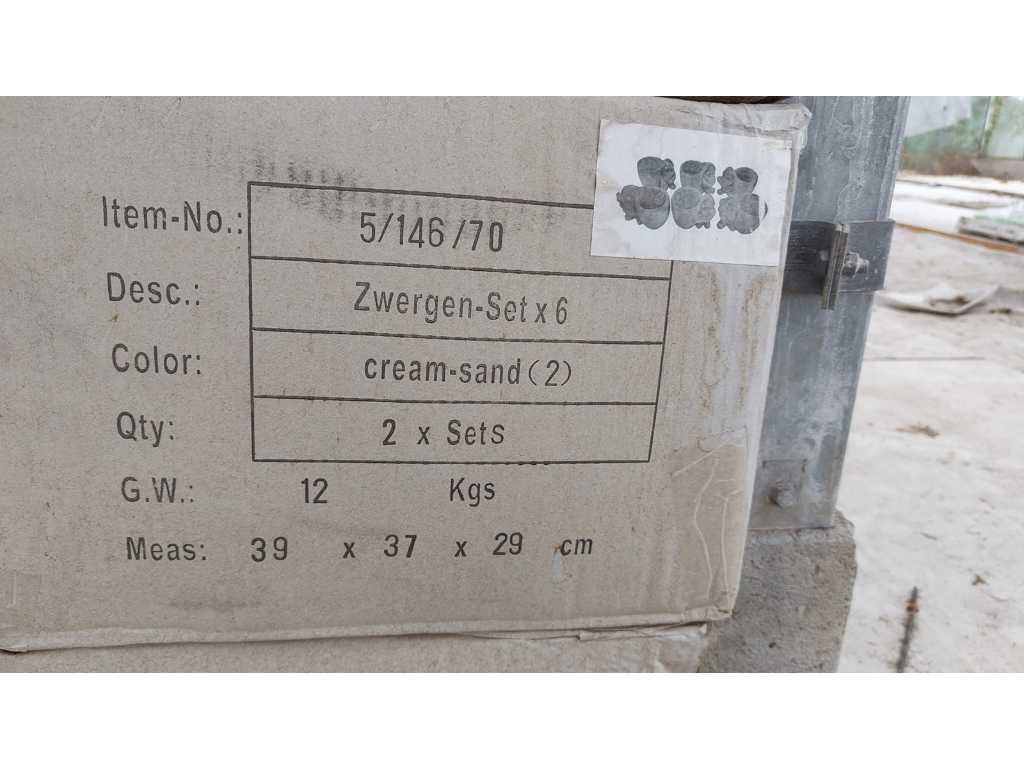 Item-No.: 5/146/70
Desc.: Zwergen-Set x 6
Color: cream-sand (2)
Qty: 2 x Sets
G.W.: 12 Kgs
Meas: 39 x 37 x 29 cm